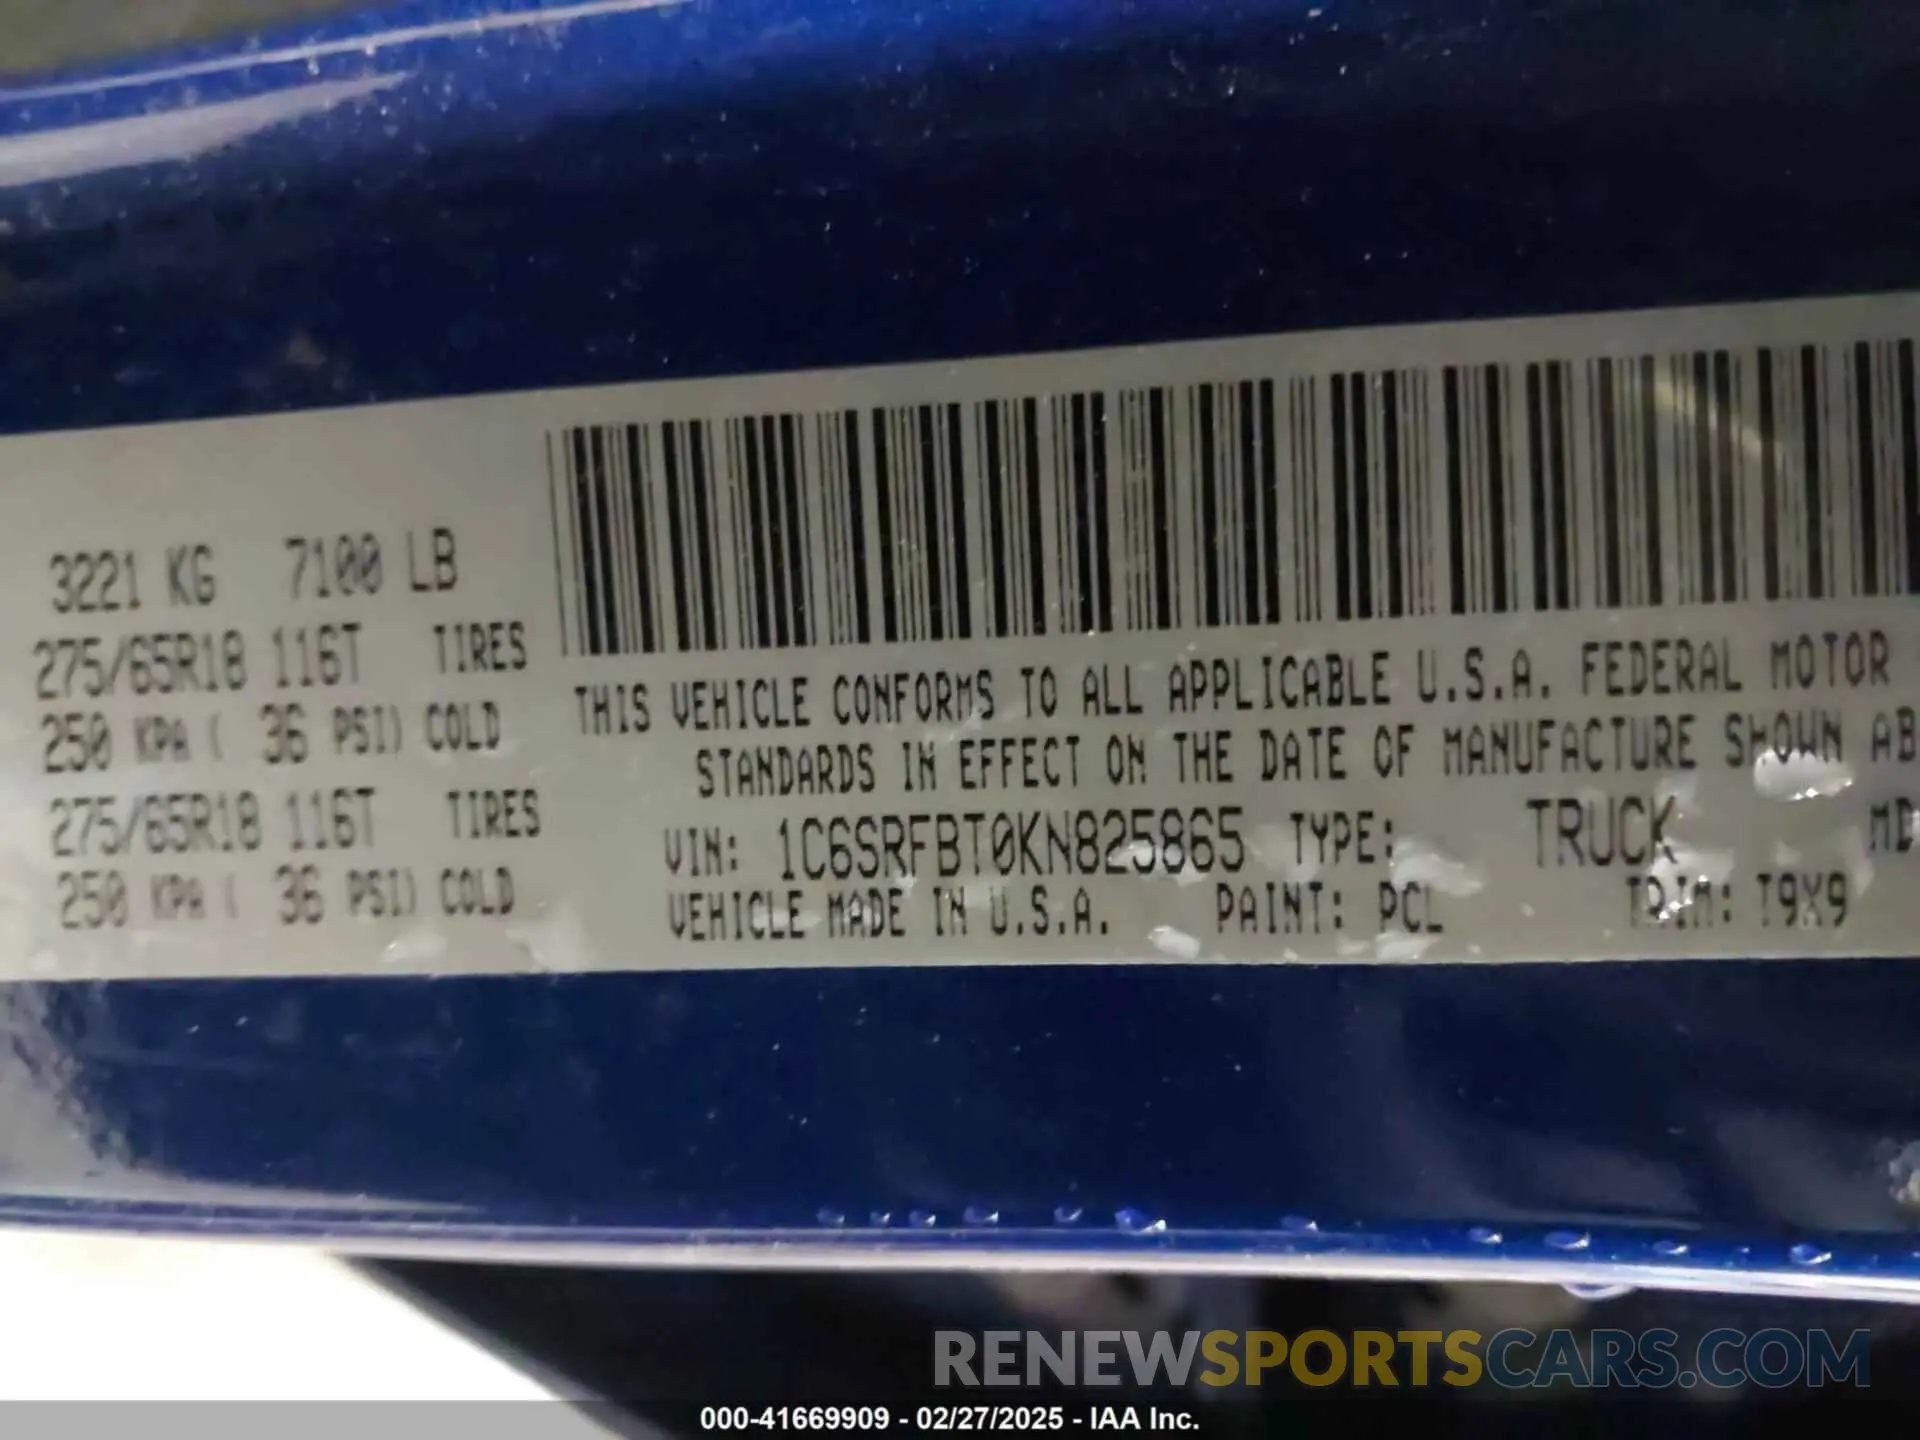 3221 KG 7100 LB
275/65R18 116T TIRES
250 KPA ( 36 PSI) COLD
275/65R18 116T TIRES
250 KPA ( 36 PSI) COLD
THIS VEHICLE CONFORMS TO ALL APPLICABLE U.S.A. FEDERAL MOTOR
STANDARDS IN EFFECT ON THE DATE OF MANUFACTURE SHOWN AB
VIN: 1C6SRFBT0KN825865 TYPE: TRUCK MD
VEHICLE MADE IN U.S.A. PAINT: PCL TRIM: T9X9
RENEWSPORTSCARS.COM
000-41669909 - 02/27/2025 - IAA Inc.